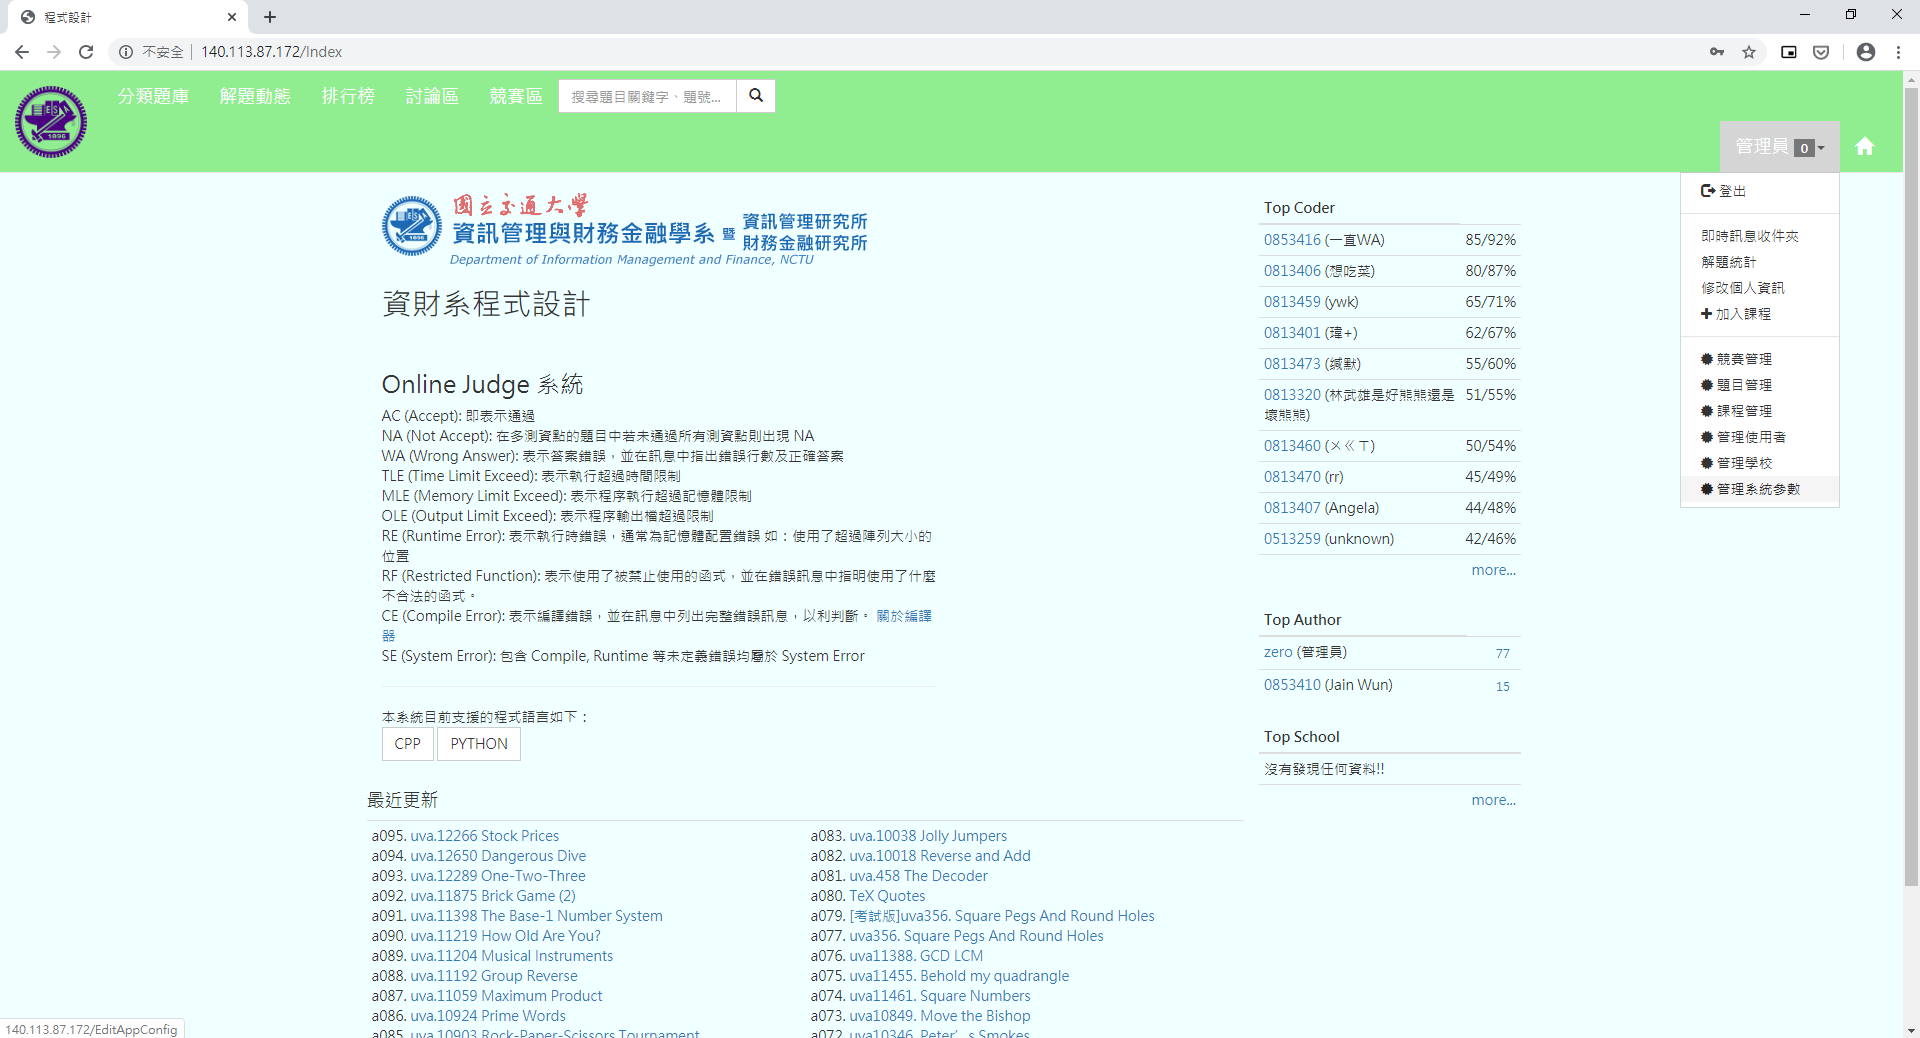 程式設計
不安全 140.113.87.172/Index
分類題庫 解題動態 排行榜 討論區 競賽區 搜尋題目關鍵字、題號...
管理員 0
登出
即時訊息收件夾
解題統計
修改個人資訊
加入課程
競賽管理
題目管理
課程管理
管理使用者
管理學校
管理系統參數
1896
國立交通大學
資訊管理與財務金融學系 暨 資訊管理研究所
財務金融研究所
Department of Information Management and Finance, NCTU
資財系程式設計
Online Judge 系統
AC (Accept): 即表示通過
NA (Not Accept): 在多測資點的題目中若未通過所有測資點則出現 NA
WA (Wrong Answer): 表示答案錯誤，並在訊息中指出錯誤行數及正確答案
TLE (Time Limit Exceed): 表示執行超過時間限制
MLE (Memory Limit Exceed): 表示程序執行超過記憶體限制
OLE (Output Limit Exceed): 表示程序輸出檔超過限制
RE (Runtime Error): 表示執行時錯誤，通常為記憶體配置錯誤 如：使用了超過陣列大小的
位置
RF (Restricted Function): 表示使用了被禁止使用的函式，並在錯誤訊息中指明使用了什麼
不合法的函式。
CE (Compile Error): 表示編譯錯誤，並在訊息中列出完整錯誤訊息，以利判斷。 關於編譯
器
SE (System Error): 包含 Compile, Runtime 等未定義錯誤均屬於 System Error
本系統目前支援的程式語言如下：
CPP PYTHON
最近更新
a095. uva.12266 Stock Prices
a094. uva.12650 Dangerous Dive
a093. uva.12289 One-Two-Three
a092. uva.11875 Brick Game (2)
a091. uva.11398 The Base-1 Number System
a090. uva.11219 How Old Are You?
a089. uva.11204 Musical Instruments
a088. uva.11192 Group Reverse
a087. uva.11059 Maximum Product
a086. uva.10924 Prime Words
a085. uva.10903 Rock-Paper-Scissors Tournament
a083. uva.10038 Jolly Jumpers
a082. uva.10018 Reverse and Add
a081. uva.458 The Decoder
a080. TeX Quotes
a079. [考試版]uva356. Square Pegs And Round Holes
a077. uva356. Square Pegs And Round Holes
a076. uva11388. GCD LCM
a075. uva11455. Behold my quadrangle
a074. uva11461. Square Numbers
a073. uva10849. Move the Bishop
a072. uva10346. Peter’s Smokes
Top Coder
0853416 (一直WA) 85/92%
0813406 (想吃菜) 80/87%
0813459 (ywk) 65/71%
0813401 (瑋+) 62/67%
0813473 (緘默) 55/60%
0813320 (林武雄是好熊熊還是 51/55%
壞熊熊)
0813460 (ㄨㄍㄒ) 50/54%
0813470 (rr) 45/49%
0813407 (Angela) 44/48%
0513259 (unknown) 42/46%
more...
Top Author
zero (管理員) 77
0853410 (Jain Wun) 15
Top School
沒有發現任何資料!!
more...
140.113.87.172/EditAppConfig